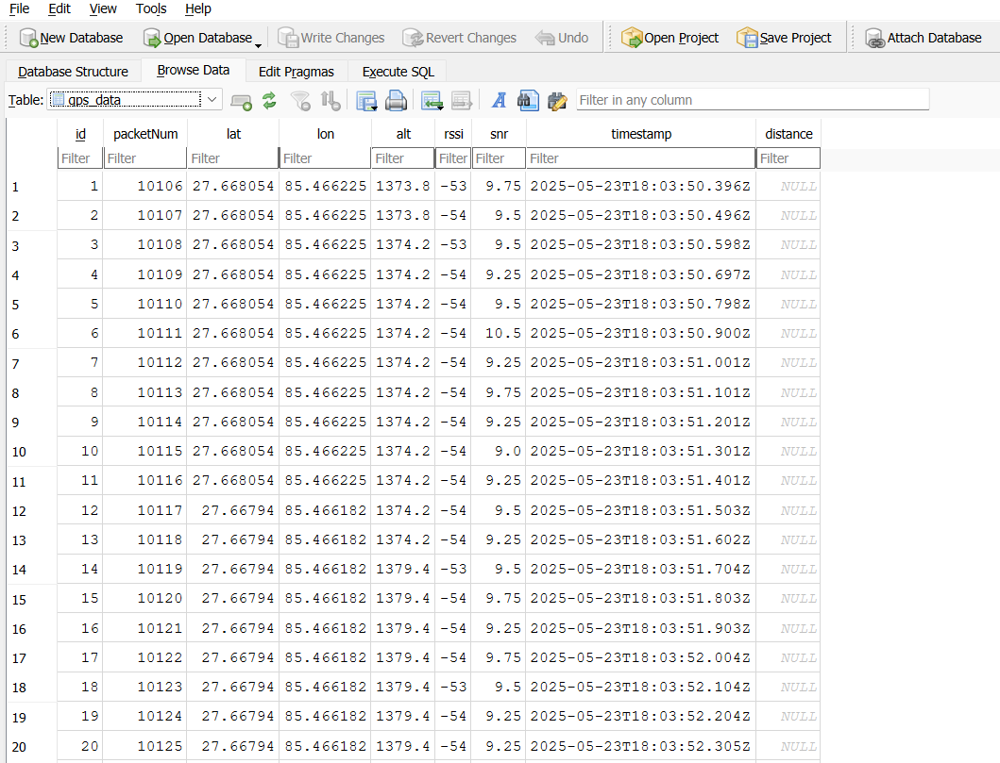 File Edit View Tools Help
New Database Open Database Write Changes Revert Changes Undo Open Project Save Project Attach Database
Database Structure Browse Data Edit Pragmas Execute SQL
Table: gps_data Filter in any column
id packetNum lat lon alt rssi snr timestamp distance
Filter Filter Filter Filter Filter Filter Filter Filter Filter
1 1 10106 27.668054 85.466225 1373.8 -53 9.75 2025-05-23T18:03:50.396Z NULL
2 2 10107 27.668054 85.466225 1373.8 -54 9.5 2025-05-23T18:03:50.496Z NULL
3 3 10108 27.668054 85.466225 1374.2 -53 9.5 2025-05-23T18:03:50.598Z NULL
4 4 10109 27.668054 85.466225 1374.2 -54 9.25 2025-05-23T18:03:50.697Z NULL
5 5 10110 27.668054 85.466225 1374.2 -54 9.5 2025-05-23T18:03:50.798Z NULL
6 6 10111 27.668054 85.466225 1374.2 -54 10.5 2025-05-23T18:03:50.900Z NULL
7 7 10112 27.668054 85.466225 1374.2 -54 9.25 2025-05-23T18:03:51.001Z NULL
8 8 10113 27.668054 85.466225 1374.2 -54 9.75 2025-05-23T18:03:51.101Z NULL
9 9 10114 27.668054 85.466225 1374.2 -54 9.25 2025-05-23T18:03:51.201Z NULL
10 10 10115 27.668054 85.466225 1374.2 -54 9.0 2025-05-23T18:03:51.301Z NULL
11 11 10116 27.668054 85.466225 1374.2 -54 9.25 2025-05-23T18:03:51.401Z NULL
12 12 10117 27.66794 85.466182 1374.2 -54 9.5 2025-05-23T18:03:51.503Z NULL
13 13 10118 27.66794 85.466182 1374.2 -54 9.25 2025-05-23T18:03:51.602Z NULL
14 14 10119 27.66794 85.466182 1379.4 -53 9.5 2025-05-23T18:03:51.704Z NULL
15 15 10120 27.66794 85.466182 1379.4 -54 9.75 2025-05-23T18:03:51.803Z NULL
16 16 10121 27.66794 85.466182 1379.4 -54 9.25 2025-05-23T18:03:51.903Z NULL
17 17 10122 27.66794 85.466182 1379.4 -54 9.75 2025-05-23T18:03:52.004Z NULL
18 18 10123 27.66794 85.466182 1379.4 -53 9.5 2025-05-23T18:03:52.104Z NULL
19 19 10124 27.66794 85.466182 1379.4 -54 9.25 2025-05-23T18:03:52.204Z NULL
20 20 10125 27.66794 85.466182 1379.4 -54 9.25 2025-05-23T18:03:52.305Z NULL